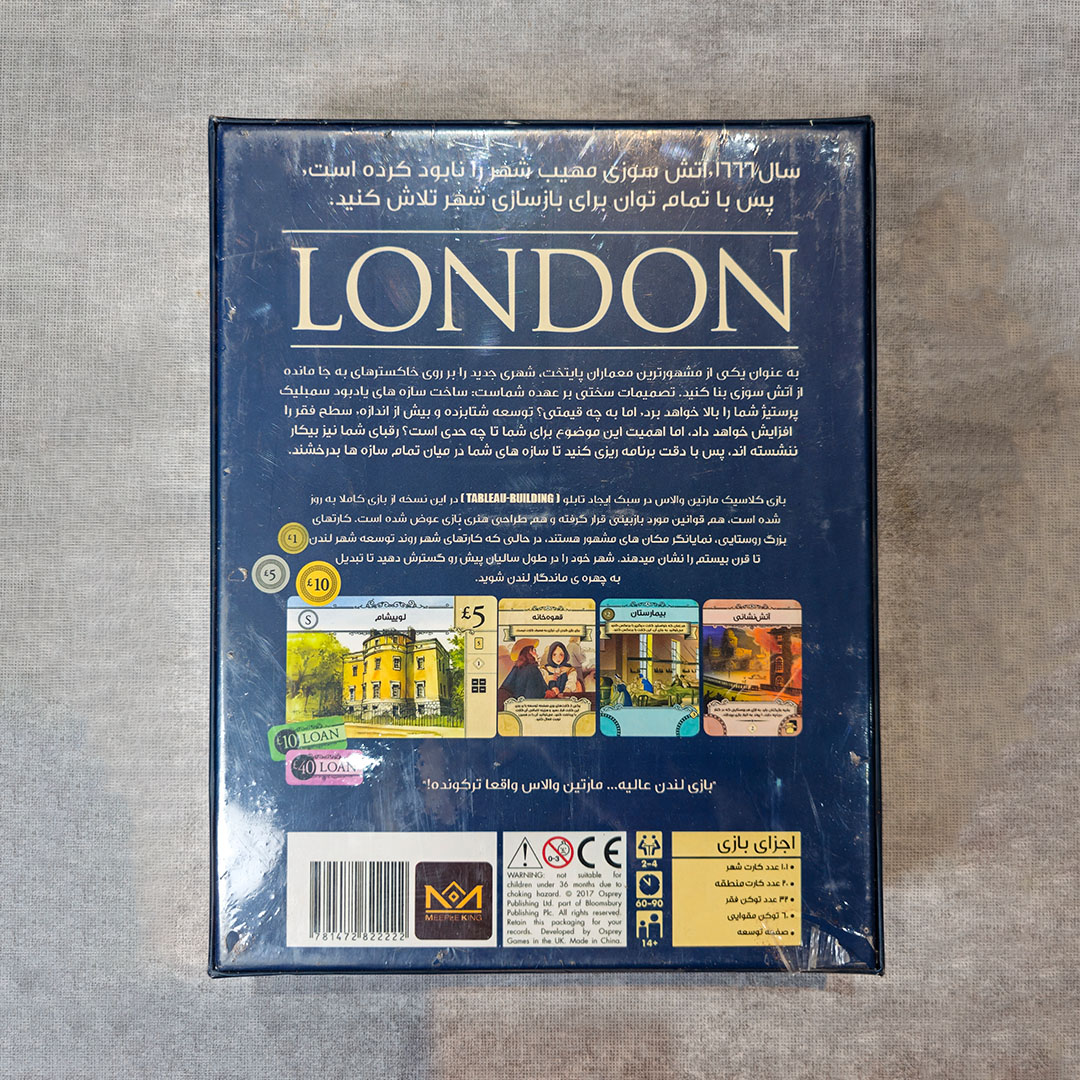 سال ۱۶۶۶، آتش سوزی مهیب شهر را نابود کرده است،
پس با تمام توان برای بازسازی شهر تلاش کنید.
LONDON
به عنوان یکی از مشهورترین معماران پایتخت، شهری جدید را بر روی خاکسترهای به جا مانده
از آتش سوزی بنا کنید. تصمیمات سختی بر عهده شماست: ساخت سازه های یادبود سمبلیک
پرستیژ شما را بالا خواهد برد، اما به چه قیمتی؟ توسعه شتابزده و بیش از اندازه، سطح فقر را
افزایش خواهد داد، اما اهمیت این موضوع برای شما تا چه حدی است؟ رقبای شما نیز بیکار
ننشسته اند، پس با دقت برنامه ریزی کنید تا سازه های شما در میان تمام سازه ها بدرخشند.
بازی کلاسیک مارتین والاس در سبک ایجاد تابلو (TABLEAU-BUILDING) در این نسخه از بازی کاملا به روز
شده است، هم قوانین مورد بازبینی قرار گرفته و هم طراحی هنری بازی عوض شده است. کارتهای
بزرگ روستایی، نمایانگر مکان های مشهور هستند، در حالی که کارتهای شهر روند توسعه شهر لندن
تا قرن بیستم را نشان میدهند. شهر خود را در طول سالیان پیش رو گسترش دهید تا تبدیل
به چهره ی ماندگار لندن شوید.
£1
£5
£10
S
لوییشام
£5
5
1
قهوه‌خانه
بیمارستان
آتش‌نشانی
2
£10 LOAN
£40 LOAN
"بازی لندن عالیه... مارتین والاس واقعا ترکونده!"
MEEPLE KING
781472 822222
0-3
CE
WARNING: not suitable for
children under 36 months due to
choking hazard. © 2017 Osprey
Publishing Ltd. part of Bloomsbury
Publishing Plc. All rights reserved.
Retain this packaging for your
records. Developed by Osprey
Games in the UK. Made in China.
2-4
60-90
14+
اجزای بازی
• ۱۰۱ عدد کارت شهر
• ۲۰ عدد کارت منطقه
• ۳۲ عدد توکن فقر
• ۶۰ توکن مقوایی
• صفحه توسعه